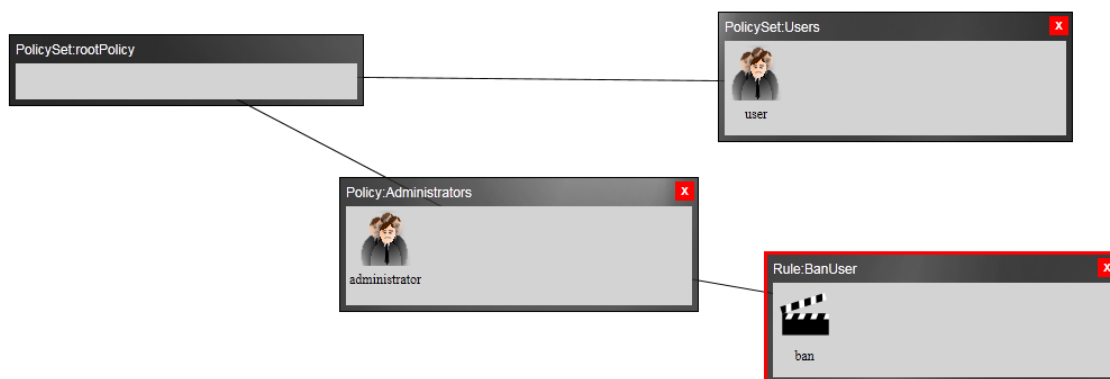 PolicySet:rootPolicy
PolicySet:Users
X
user
Policy:Administrators
X
administrator
Rule:BanUser
X
ban